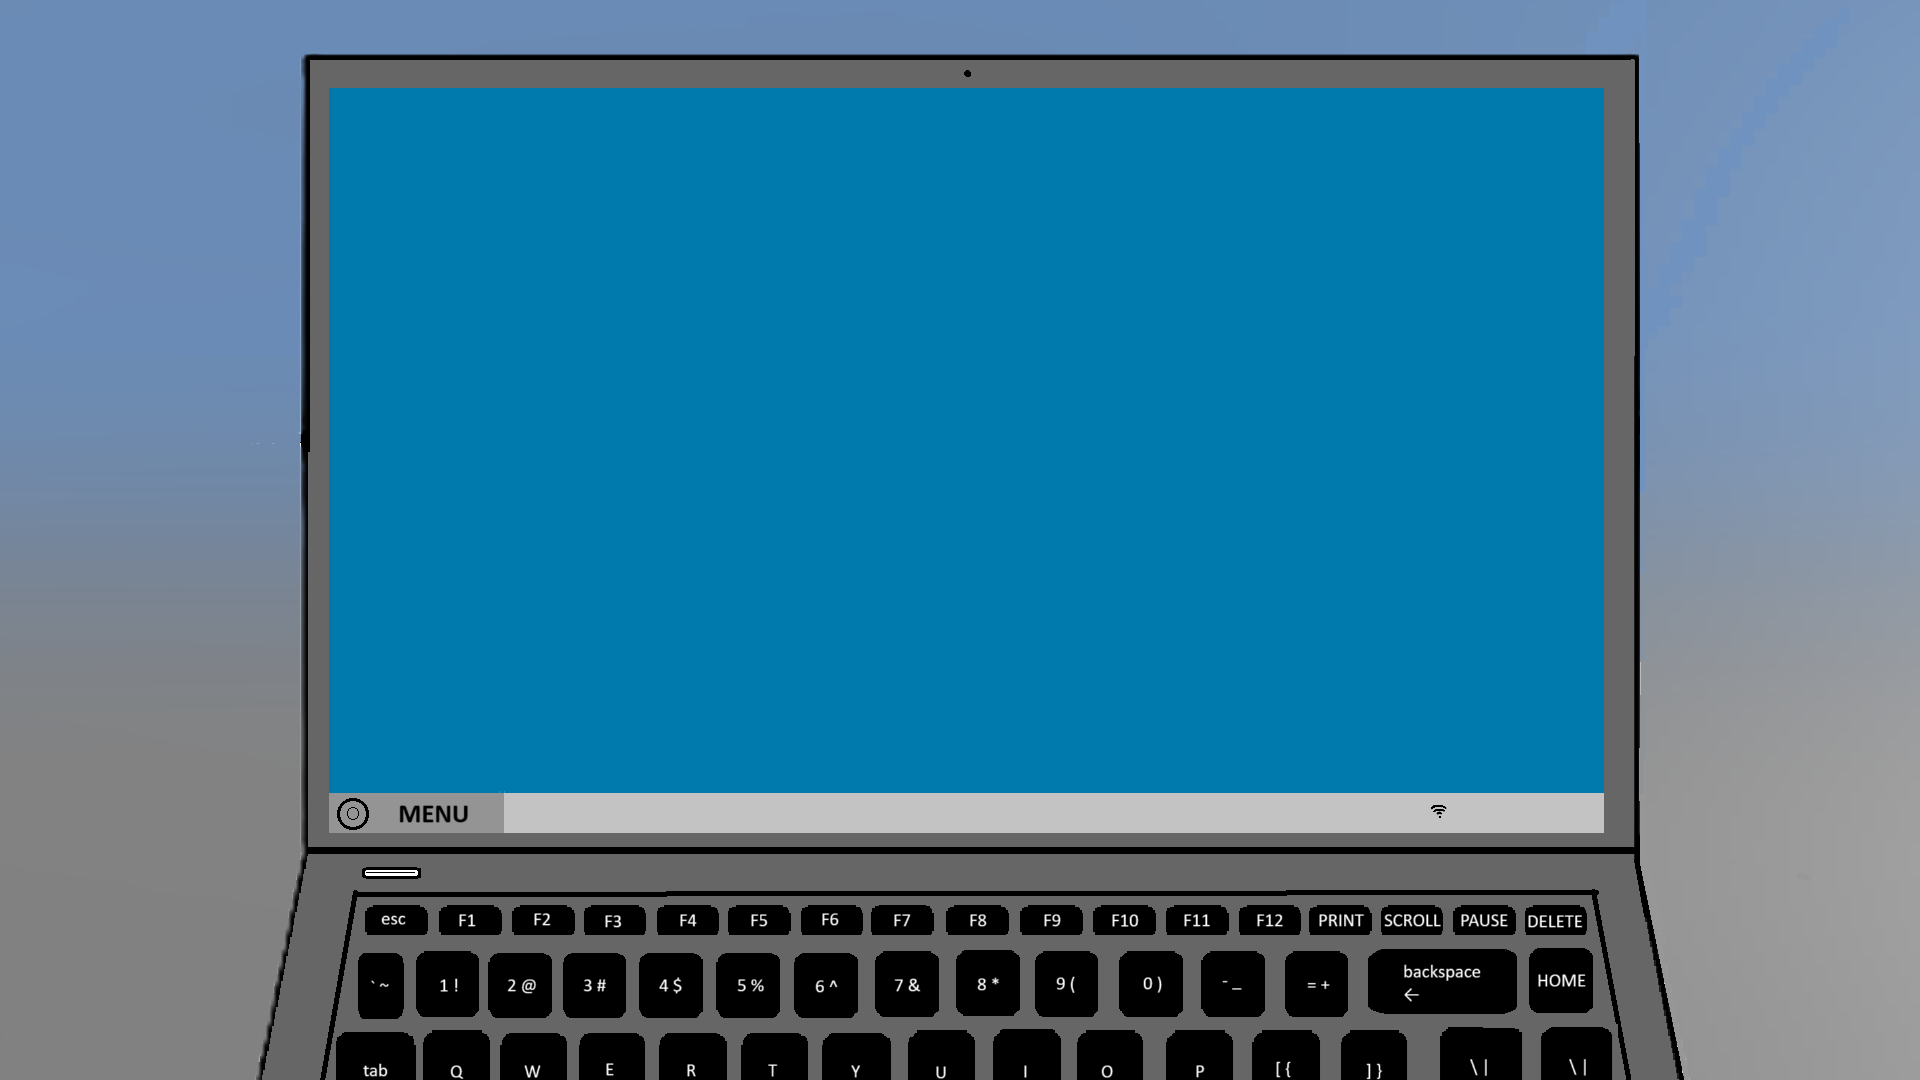 MENU
esc F1 F2 F3 F4 F5 F6 F7 F8 F9 F10 F11 F12 PRINT SCROLL PAUSE DELETE
` ~ 1 ! 2 @ 3 # 4 $ 5 % 6 ^ 7 & 8 * 9 ( 0 ) - _ = + backspace HOME
←
tab Q W E R T Y U I O P [ { ] } \ | \ |